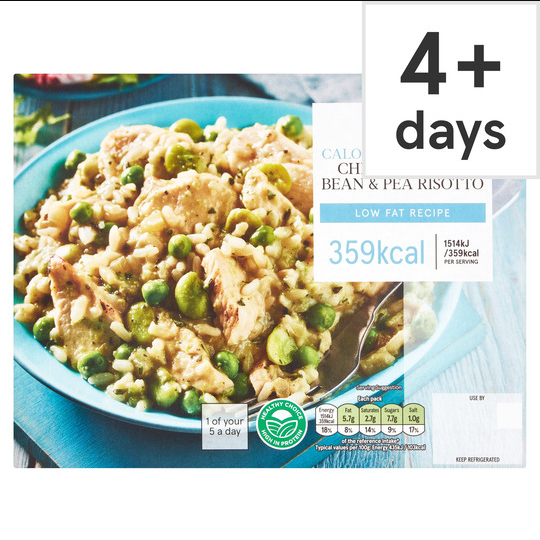 4+
days
CALO
CH
BEAN & PEA RISOTTO
LOW FAT RECIPE
359kcal
1514kJ
/359kcal
PER SERVING
Serving Suggestion
Each pack
Energy Fat Saturates Sugars Salt
1514kJ 5.7g 2.7g 7.7g 1.0g
359kcal
18% 8% 14% 9% 17%
of the reference intake*
Typical values per 100g: Energy 435kJ / 103kcal
1 of your
5 a day
HEALTHY CHOICE
HIGH IN PROTEIN
USE BY
KEEP REFRIGERATED